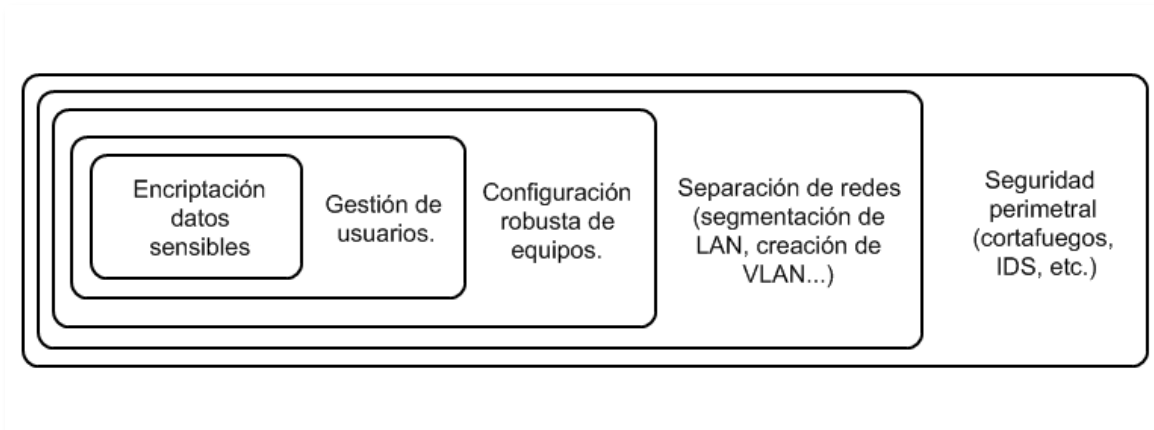 Encriptación
datos
sensibles
Gestión de
usuarios.
Configuración
robusta de
equipos.
Separación de redes
(segmentación de
LAN, creación de
VLAN...)
Seguridad
perimetral
(cortafuegos,
IDS, etc.)